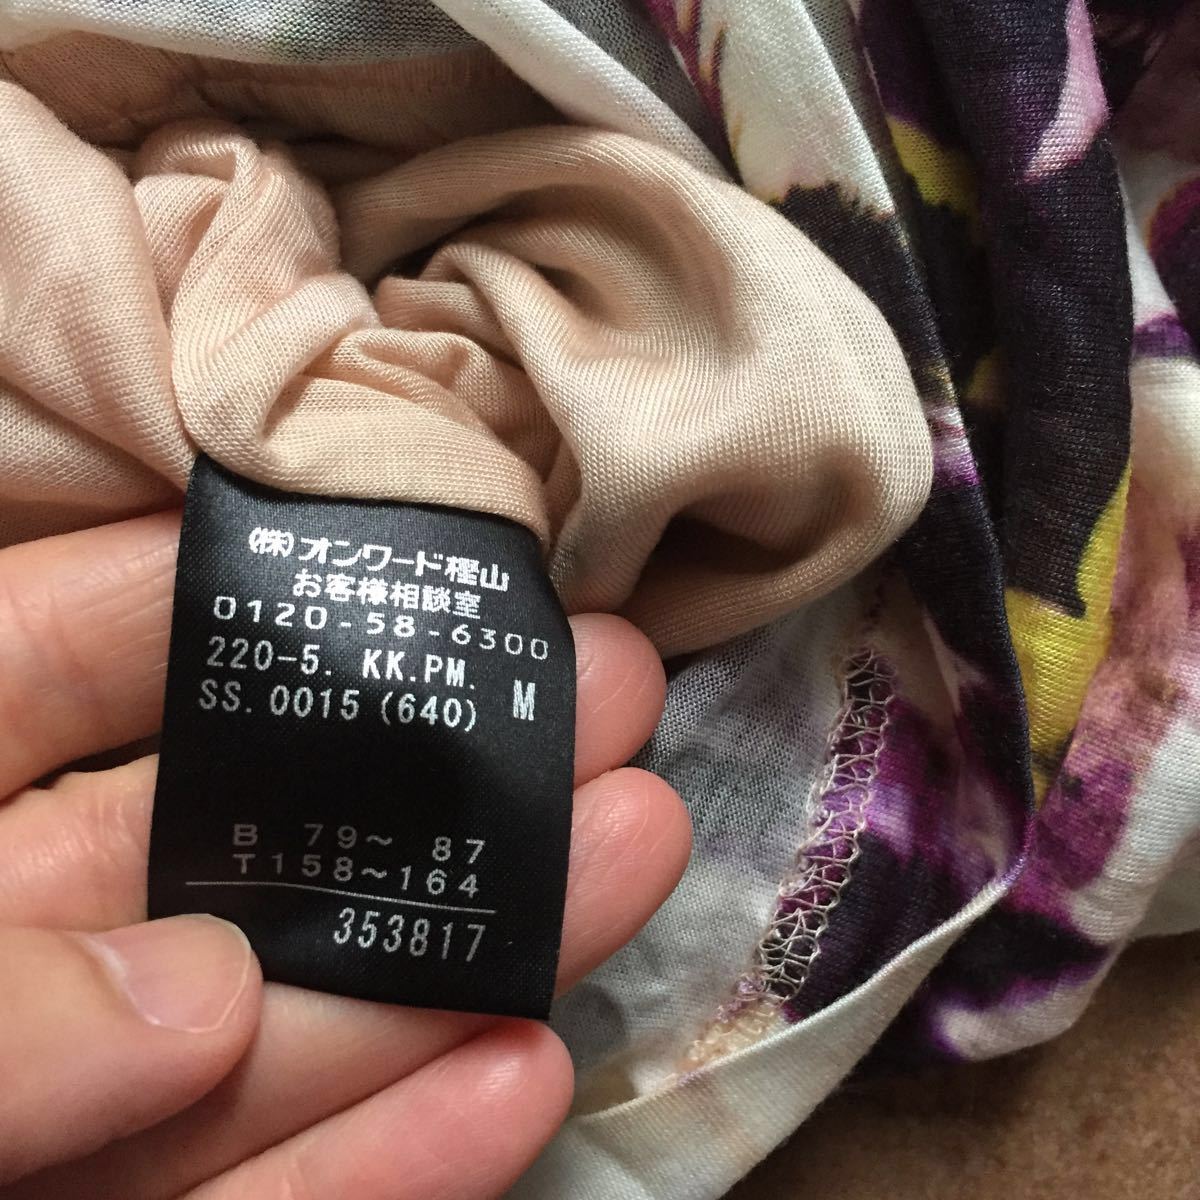 (株)オンワード樫山
お客様相談室
0120-58-6300
220-5. KK.PM. M
SS.0015(640)
B 79～ 87
T158～164
353817